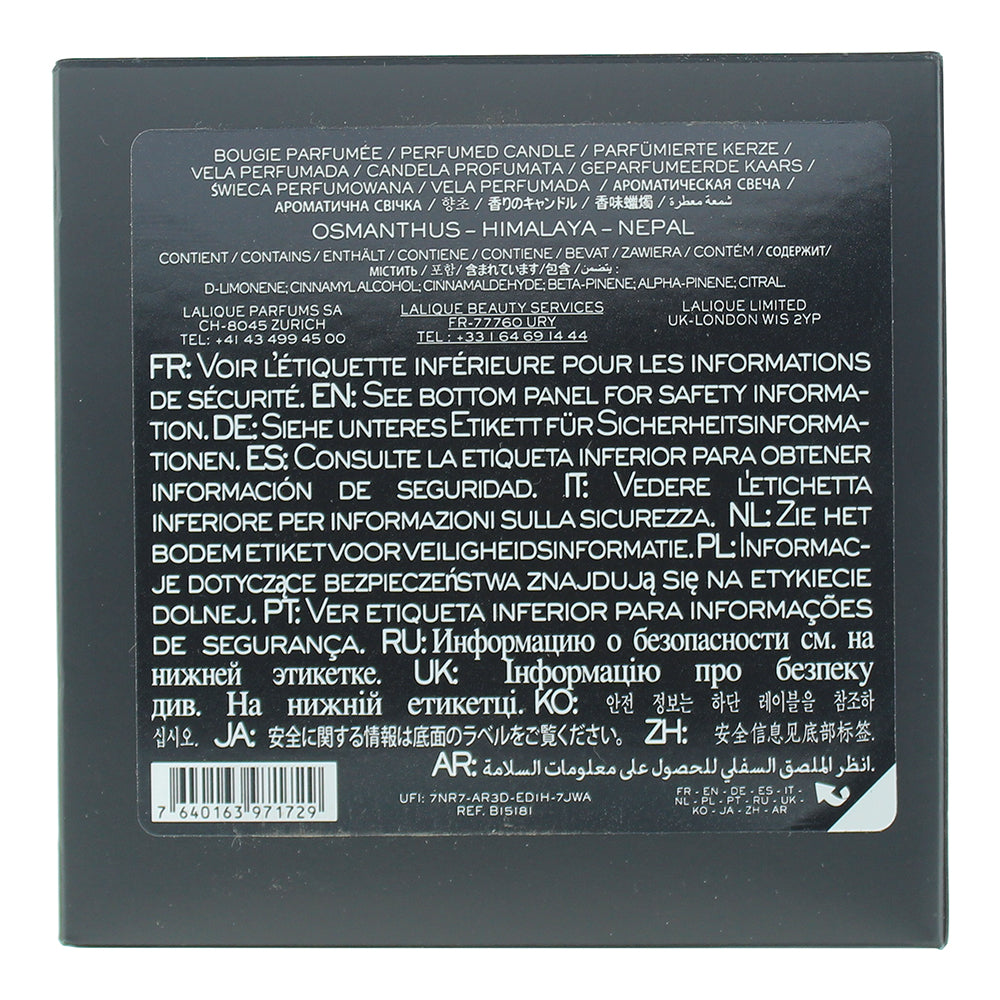 BOUGIE PARFUMÉE / PERFUMED CANDLE / PARFÜMIERTE KERZE /
VELA PERFUMADA / CANDELA PROFUMATA / GEPARFUMEERDE KAARS /
ŚWIECA PERFUMOWANA / VELA PERFUMADA / АРОМАТИЧЕСКАЯ СВЕЧА /
АРОМАТИЧНА СВІЧКА / 향초 / 香りのキャンドル / 香味蠟燭 / شمعة معطرة
OSMANTHUS – HIMALAYA – NEPAL
CONTIENT / CONTAINS / ENTHÄLT / CONTIENE / CONTIENE / BEVAT / ZAWIERA / CONTÉM / СОДЕРЖИТ/
МІСТИТЬ / 포함 / 含まれています / 包含 / يتضمن :
D-LIMONENE; CINNAMYL ALCOHOL; CINNAMALDEHYDE; BETA-PINENE; ALPHA-PINENE; CITRAL.
LALIQUE PARFUMS SA LALIQUE BEAUTY SERVICES LALIQUE LIMITED
CH-8045 ZURICH FR-77760 URY UK-LONDON W1S 2YP
TEL: +41 43 499 45 00 TEL : +33 1 64 69 14 44
FR: VOIR L'ÉTIQUETTE INFÉRIEURE POUR LES INFORMATIONS
DE SÉCURITÉ. EN: SEE BOTTOM PANEL FOR SAFETY INFORMA-
TION. DE: SIEHE UNTERES ETIKETT FÜR SICHERHEITSINFORMA-
TIONEN. ES: CONSULTE LA ETIQUETA INFERIOR PARA OBTENER
INFORMACIÓN DE SEGURIDAD. IT: VEDERE L'ETICHETTA
INFERIORE PER INFORMAZIONI SULLA SICUREZZA. NL: ZIE HET
BODEM ETIKET VOOR VEILIGHEIDSINFORMATIE. PL: INFORMAC-
JE DOTYCZĄCE BEZPIECZEŃSTWA ZNAJDUJĄ SIĘ NA ETYKIECIE
DOLNEJ. PT: VER ETIQUETA INFERIOR PARA INFORMAÇÕES
DE SEGURANÇA. RU: Информацию о безопасности см. на
нижней этикетке. UK: Інформацію про безпеку
див. На нижній етикетці. KO: 안전 정보는 하단 레이블을 참조하
십시오. JA: 安全に関する情報は底面のラベルをご覧ください。 ZH: 安全信息见底部标签.
AR: انظر الملصق السفلي للحصول على معلومات السلامة.
7 640163 971729
UFI: 7NR7-AR3D-ED1H-7JWA
REF. B15181
FR - EN - DE - ES - IT -
NL - PL - PT - RU - UK -
KO - JA - ZH - AR